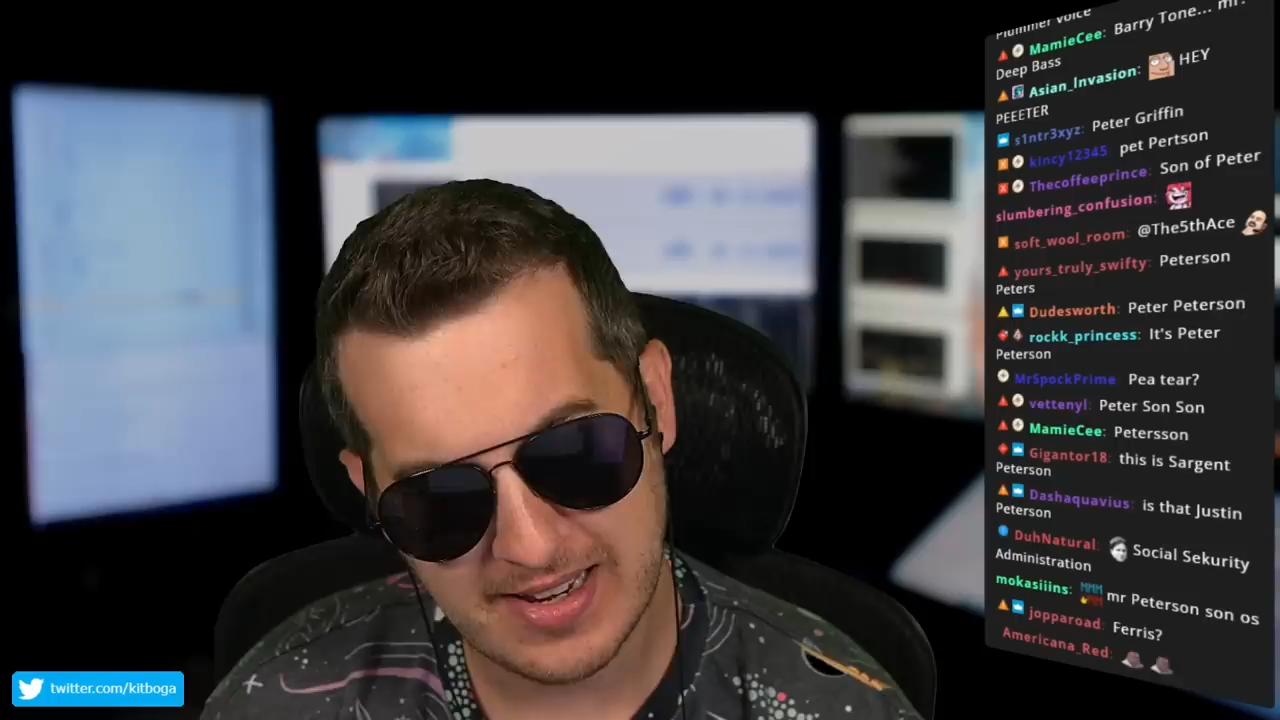 Plummer voice
MamieCee: Barry Tone... mr.
Deep Bass
Asian_Invasion: HEY
PEEETER
s1ntr3xyz: Peter Griffin
kincy12345 pet Pertson
Thecoffeeprince: Son of Peter
slumbering_confusion:
soft_wool_room: @The5thAce
yours_truly_swifty: Peterson
Peters
Dudesworth: Peter Peterson
rockk_princess: It's Peter
Peterson
MrSpockPrime Pea tear?
vettenyl: Peter Son Son
MamieCee: Petersson
Gigantor18: this is Sargent
Peterson
Dashaquavius: is that Justin
Peterson
DuhNatural: Social Sekurity
Administration
mokasiiins: mr Peterson son os
jopparoad: Ferris?
Americana_Red:
twitter.com/kitboga